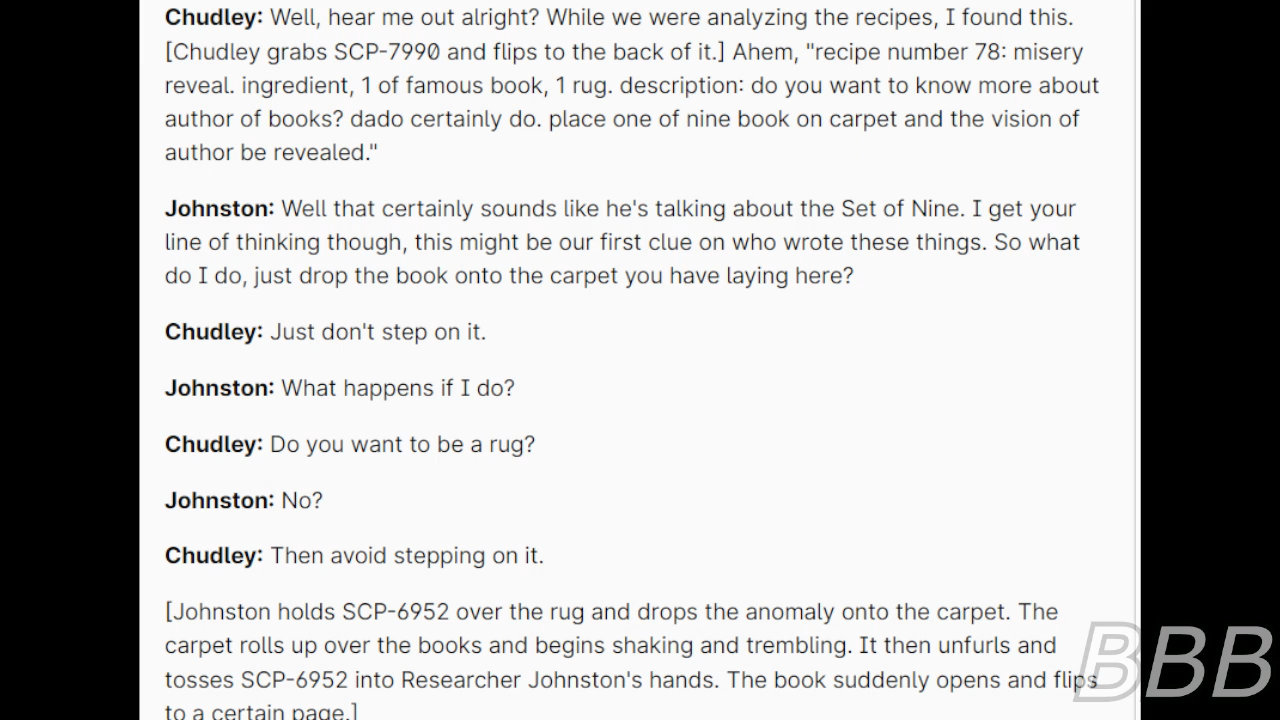 Chudley: Well, hear me out alright? While we were analyzing the recipes, I found this.
[Chudley grabs SCP-7990 and flips to the back of it.] Ahem, "recipe number 78: misery
reveal. ingredient, 1 of famous book, 1 rug. description: do you want to know more about
author of books? dado certainly do. place one of nine book on carpet and the vision of
author be revealed."
Johnston: Well that certainly sounds like he's talking about the Set of Nine. I get your
line of thinking though, this might be our first clue on who wrote these things. So what
do I do, just drop the book onto the carpet you have laying here?
Chudley: Just don't step on it.
Johnston: What happens if I do?
Chudley: Do you want to be a rug?
Johnston: No?
Chudley: Then avoid stepping on it.
[Johnston holds SCP-6952 over the rug and drops the anomaly onto the carpet. The
carpet rolls up over the books and begins shaking and trembling. It then unfurls and
tosses SCP-6952 into Researcher Johnston's hands. The book suddenly opens and flips
to a certain page.]
BBB